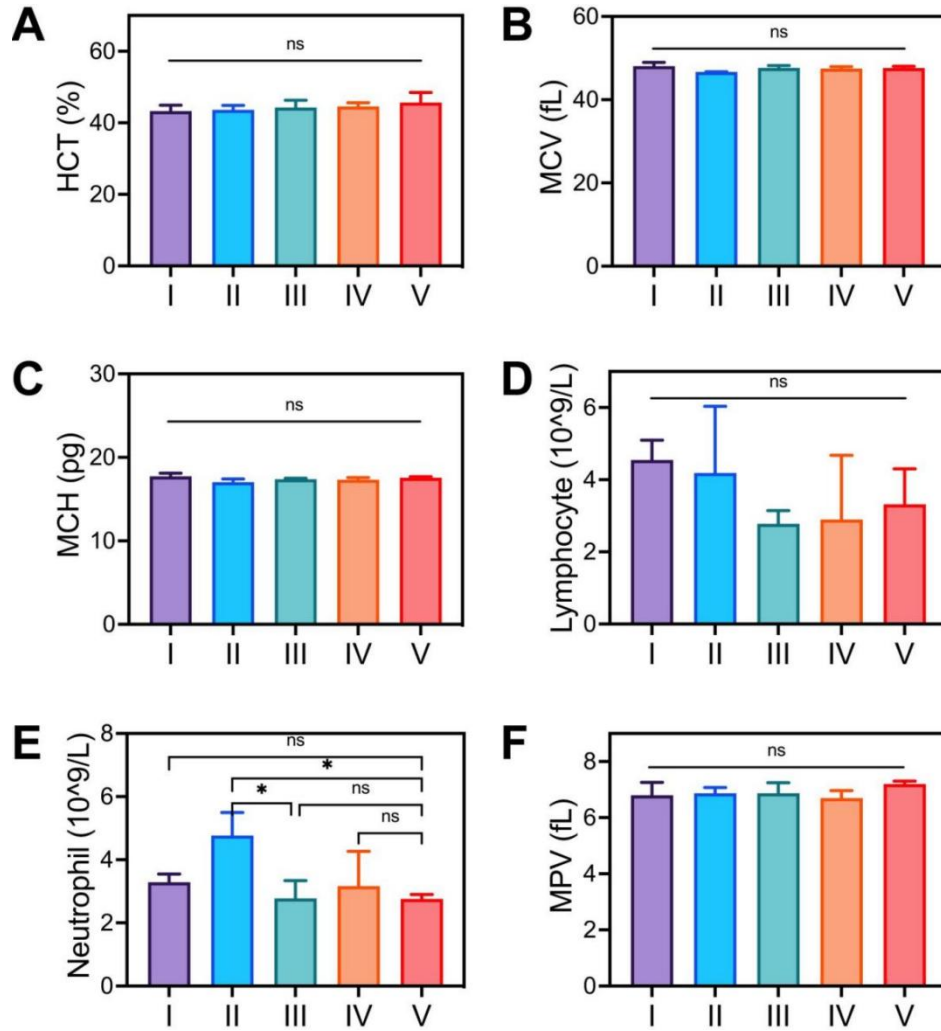 A
HCT (%)
60
40
20
0
ns
I II III IV V
B
MCV (fL)
60
40
20
0
ns
I II III IV V
C
MCH (pg)
30
20
10
0
ns
I II III IV V
D
Lymphocyte (10^9/L)
6
4
2
0
ns
I II III IV V
E
Neutrophil (10^9/L)
8
6
4
2
0
ns
*
*
ns
ns
I II III IV V
F
MPV (fL)
8
6
4
2
0
ns
I II III IV V